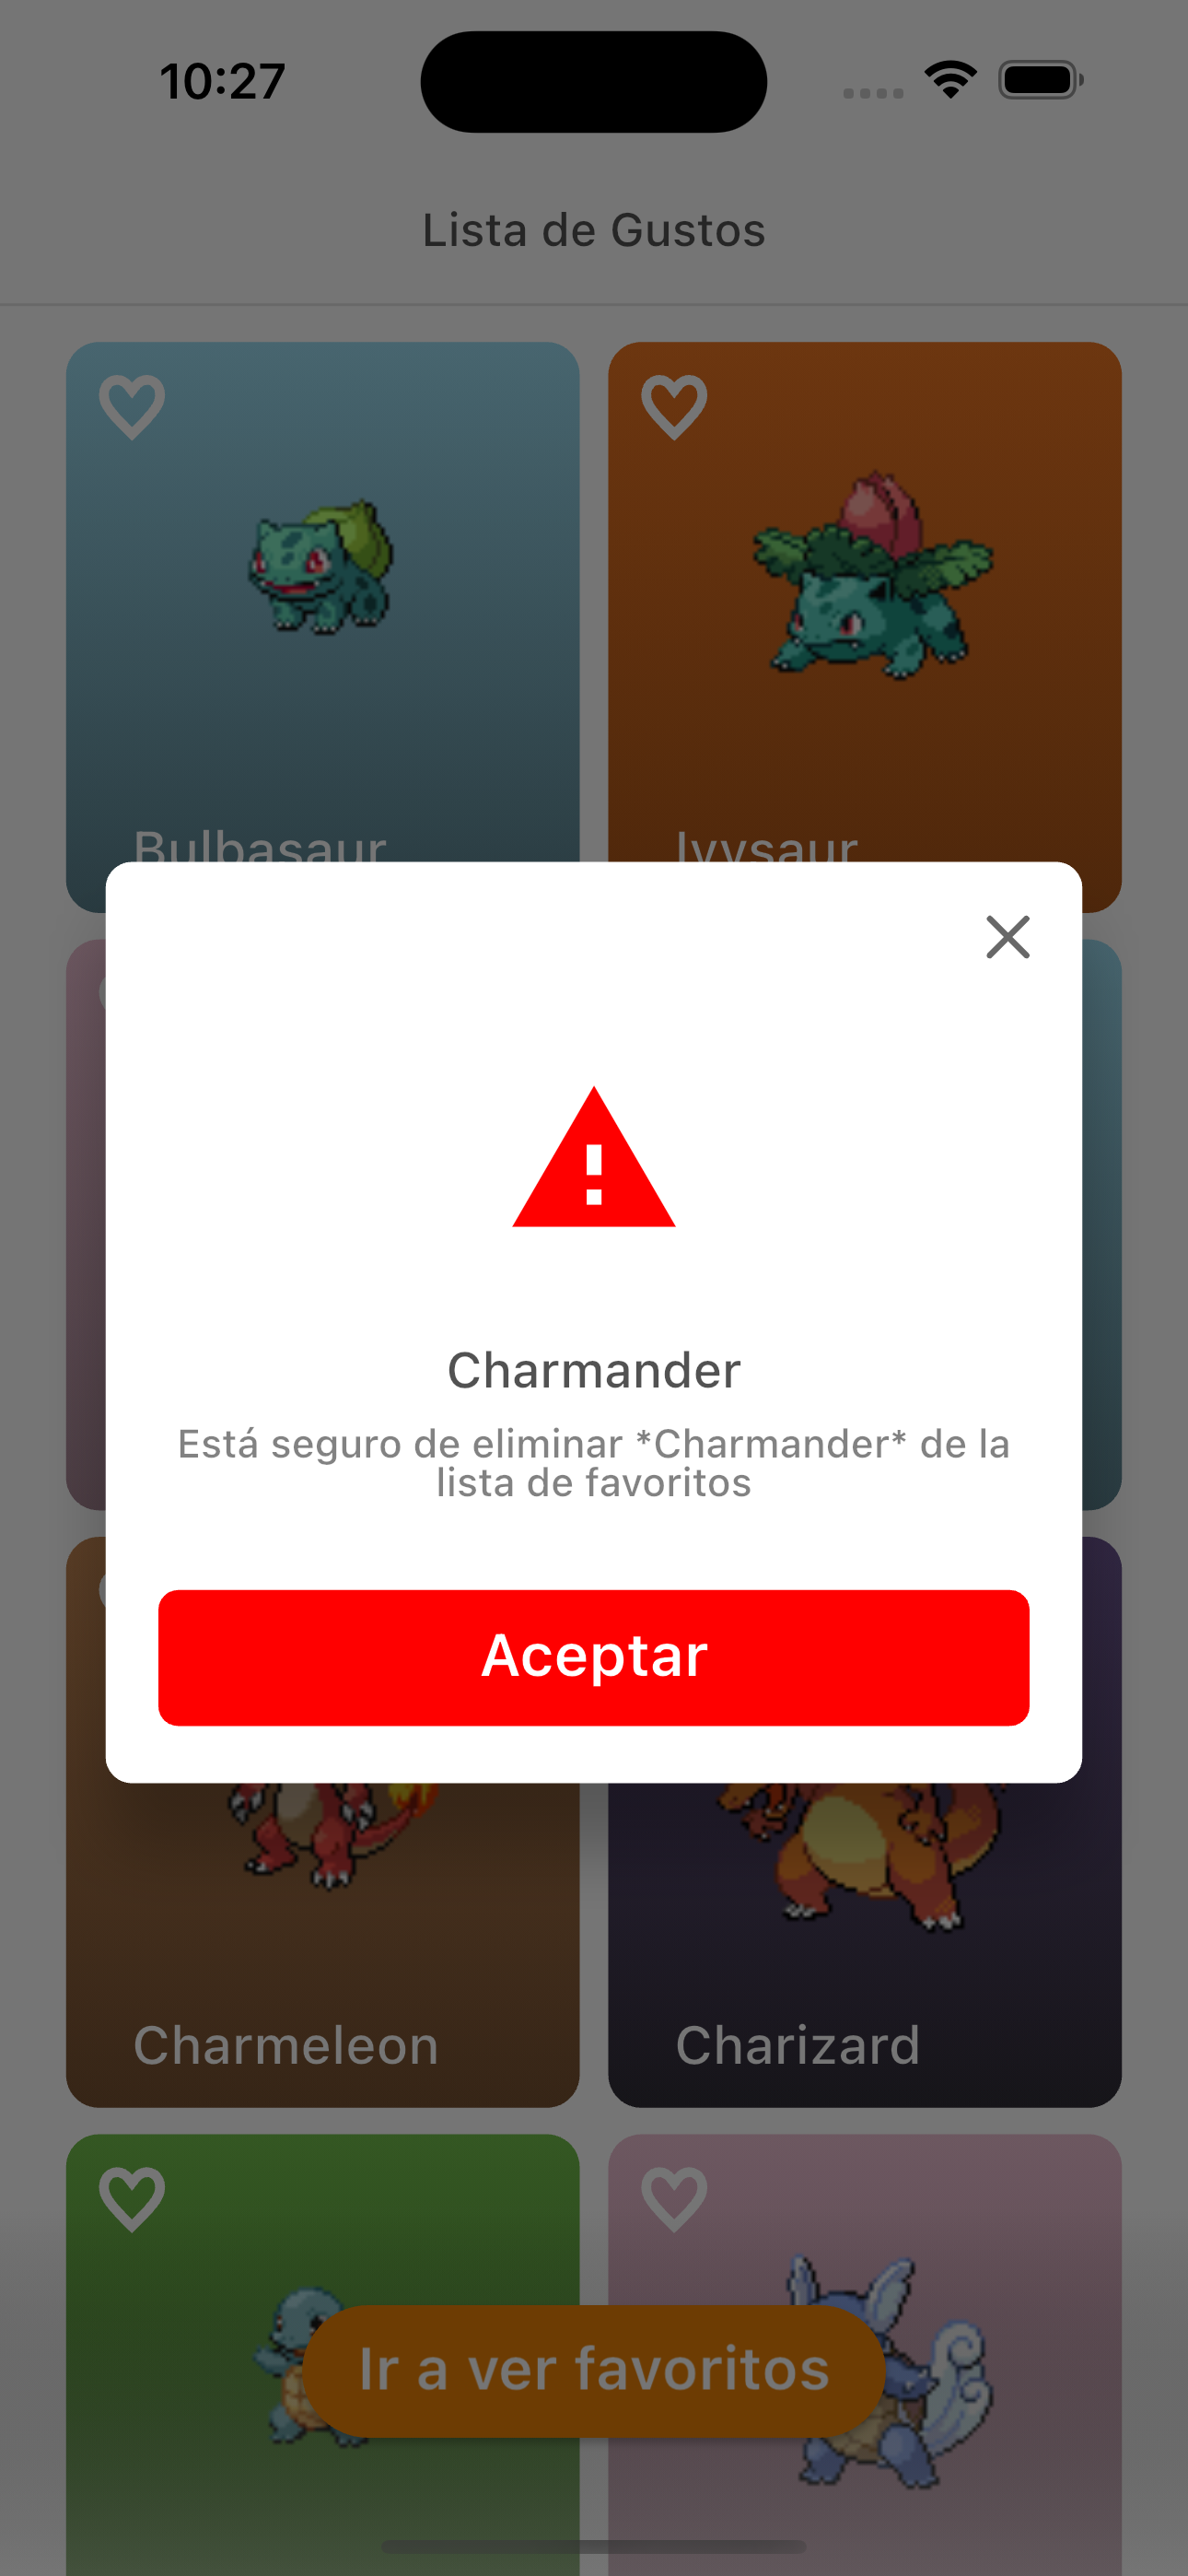 10:27
Lista de Gustos
Bulbasaur
Ivysaur
Charmander
Está seguro de eliminar *Charmander* de la
lista de favoritos
Aceptar
Charmeleon
Charizard
Ir a ver favoritos